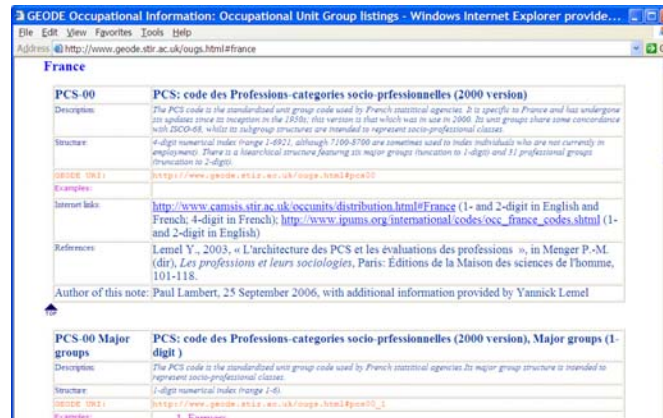 GEODE Occupational Information: Occupational Unit Group listings - Windows Internet Explorer provide...
File Edit View Favorites Tools Help
Address http://www.geode.stir.ac.uk/ougs.html#france
France
PCS-00 PCS: code des Professions-categories socio-prfessionnelles (2000 version)
Description: The PCS code is the standardized unit group code used by French statistical agencies. It is specific to France and has undergone
six updates since its inception in the 1950s; this version is that which was in use in 2000. Its unit groups share some concordance
with ISCO-68, whilst its subgroup structures are intended to represent socio-professional classes.
Structure: 4-digit numerical index (range 1-6921, although 7100-8700 are sometimes used to index individuals who are not currently in
employment). There is a hierarchical structure featuring six major groups (truncation to 1-digit) and 31 professional groups
(truncation to 2-digit).
GEODE URI: http://www.geode.stir.ac.uk/ougs.html#pcs00
Examples:
Internet links: http://www.camsis.stir.ac.uk/occunits/distribution.html#France (1- and 2-digit in English and
French; 4-digit in French); http://www.ipums.org/international/codes/occ_france_codes.shtml (1-
and 2-digit in English)
References: Lemel Y., 2003, « L'architecture des PCS et les évaluations des professions », in Menger P.-M.
(dir), Les professions et leurs sociologies, Paris: Éditions de la Maison des sciences de l'homme,
101-118.
Author of this note: Paul Lambert, 25 September 2006, with additional information provided by Yannick Lemel
TOP
PCS-00 Major PCS: code des Professions-categories socio-prfessionnelles (2000 version), Major groups (1-
groups digit )
Description: The PCS code is the standardized unit group code used by French statistical agencies. Its major group structure is intended to
represent socio-professional classes.
Structure: 1-digit numerical index (range 1-6).
GEODE URI: http://www.geode.stir.ac.uk/ougs.html#pcs00_1
Examples: 1. Farmers